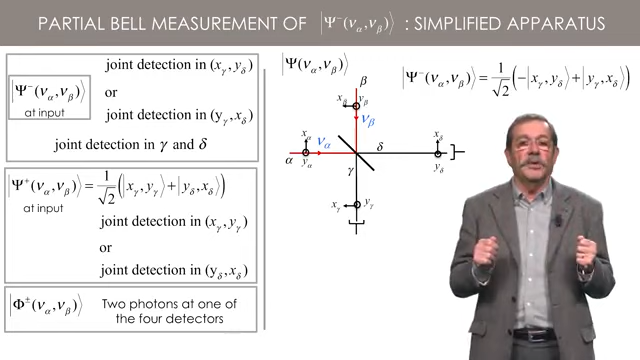 PARTIAL BELL MEASUREMENT OF |Ψ⁻(ν_α,ν_β)⟩ : SIMPLIFIED APPARATUS
joint detection in (x_γ, y_δ)
|Ψ⁻(ν_α,ν_β)⟩ or
at input
joint detection in (y_γ, x_δ)
joint detection in γ and δ
|Ψ⁺(ν_α,ν_β)⟩ = 1/√2 (|x_γ, y_γ⟩ + |y_δ, x_δ⟩)
at input
joint detection in (x_γ, y_γ)
or
joint detection in (y_δ, x_δ)
|Φ^±(ν_α,ν_β)⟩ Two photons at one of
the four detectors
|Ψ(ν_α,ν_β)⟩
β
x_β y_β
ν_β
x_α ν_α
α y_α
δ x_δ
y_δ
γ
x_γ y_γ
|Ψ⁻(ν_α,ν_β)⟩ = 1/√2 (−|x_γ, y_δ⟩ + |y_γ, x_δ⟩)